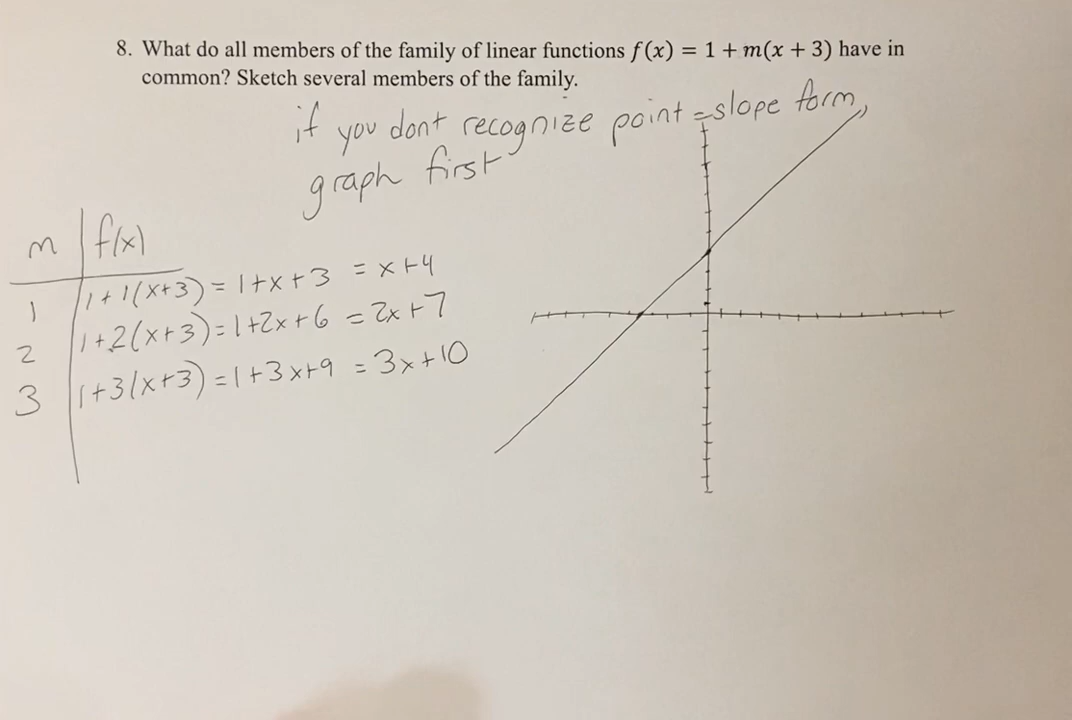 8. What do all members of the family of linear functions f(x) = 1 + m(x + 3) have in
common? Sketch several members of the family.
if you dont recognize point-slope form,
graph first
m | f(x)
1 | 1+1(x+3) = 1+x+3 = x+4
2 | 1+2(x+3) = 1+2x+6 = 2x+7
3 | 1+3(x+3) = 1+3x+9 = 3x+10